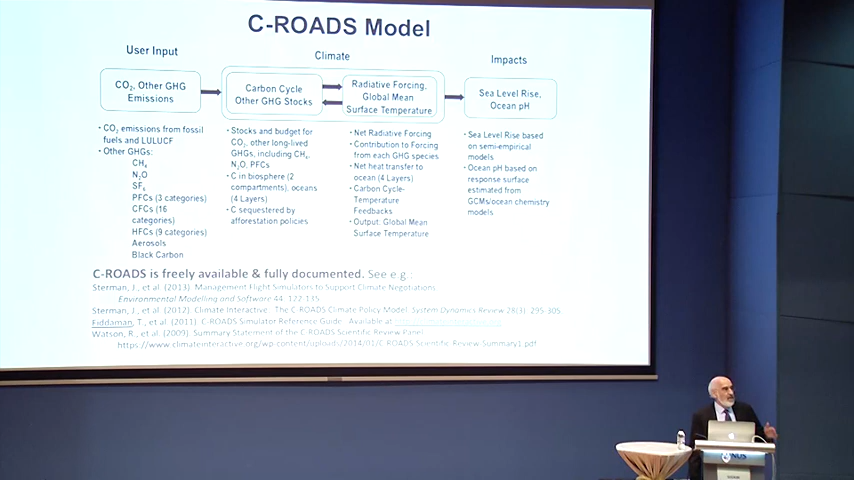 C-ROADS Model
User Input
Climate
Impacts
CO2, Other GHG
Emissions
Carbon Cycle
Other GHG Stocks
Radiative Forcing,
Global Mean
Surface Temperature
Sea Level Rise,
Ocean pH
• CO2 emissions from fossil
fuels and LULUCF
• Other GHGs:
CH4
N2O
SF6
PFCs (3 categories)
CFCs (16
categories)
HFCs (9 categories)
Aerosols
Black Carbon
• Stocks and budget for
CO2, other long-lived
GHGs, including CH4,
N2O, PFCs
• C in biosphere (2
compartments), oceans
(4 Layers)
• C sequestered by
afforestation policies
• Net Radiative Forcing
• Contribution to Forcing
from each GHG species
• Net heat transfer to
ocean (4 Layers)
• Carbon Cycle-
Temperature
Feedbacks
• Output, Global Mean
Surface Temperature
• Sea Level Rise based
on semi-empirical
models
• Ocean pH based on
response surface
estimated from
GCMs/ocean chemistry
models
C-ROADS is freely available & fully documented. See e.g.:
Sterman, J., et al. (2013). Management Flight Simulators to Support Climate Negotiations.
Environmental Modelling and Software 44, 122-135.
Sterman, J., et al. (2012). Climate Interactive: The C-ROADS Climate Policy Model. System Dynamics Review 28(3): 295-305
Fiddaman, T., et al. (2011). C-ROADS Simulator Reference Guide. Available at
Watson, R., et al. (2009). Summary Statement of the C-ROADS Scientific Review Panel
https://www.climateinteractive.org/wp-content/uploads/2014/01/C-ROADS-Scientific-Review-Summary1.pdf
NUS